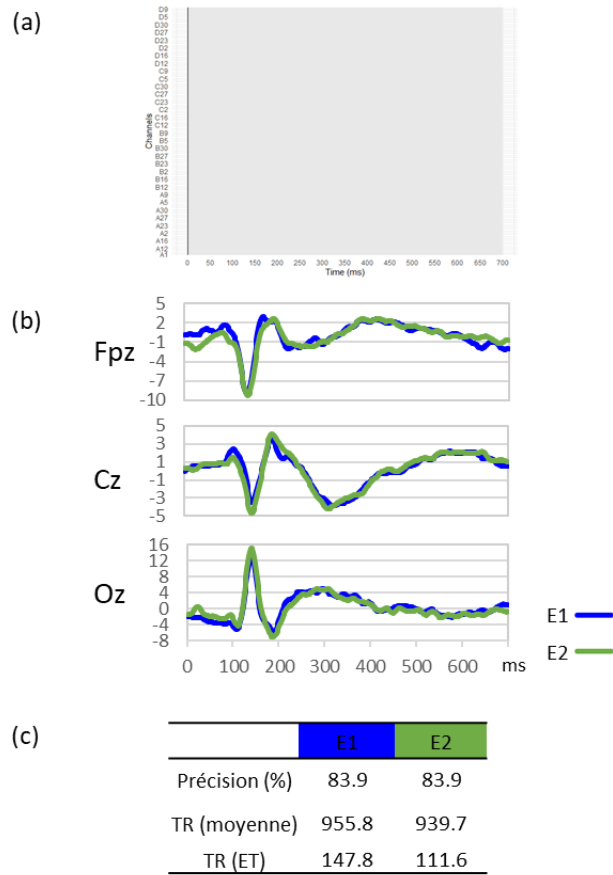 (a)
D9
D5
D30
D27
D23
D2
D16
D12
C9
C5
C30
C27
C23
C2
C16
C12
B9
B5
B30
B27
B23
B2
B16
B12
A9
A5
A30
A27
A23
A2
A16
A12
A1
Channels
0 50 100 150 200 250 300 350 400 450 500 550 600 650 700
Time (ms)
(b)
Fpz
5
2
-1
-4
-7
-10
Cz
5
3
1
-1
-3
-5
Oz
16
12
8
4
0
-4
-8
0 100 200 300 400 500 600 ms
E1
E2
(c)
E1 E2
Précision (%) 83.9 83.9
TR (moyenne) 955.8 939.7
TR (ET) 147.8 111.6